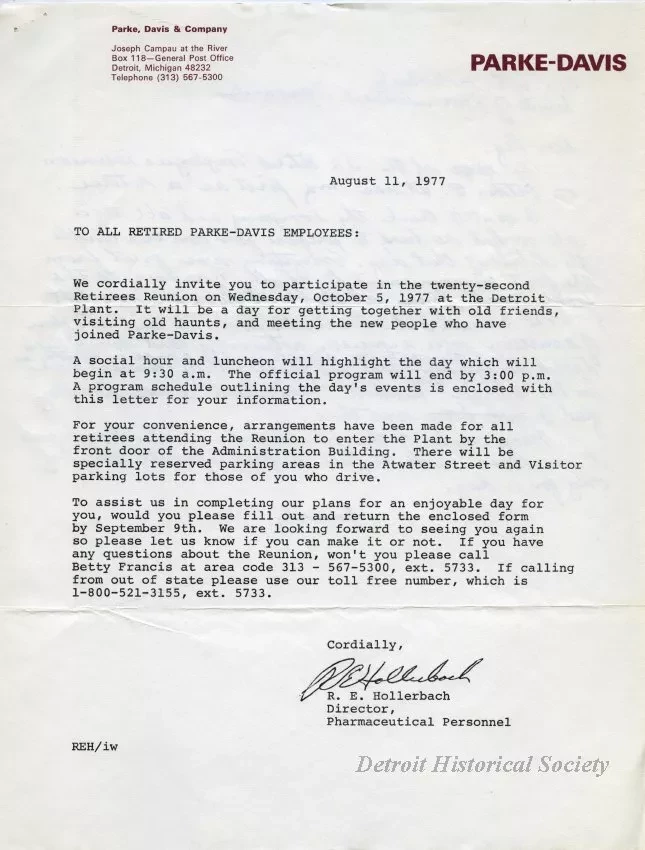 Parke, Davis & Company
Joseph Campau at the River
Box 118—General Post Office
Detroit, Michigan 48232
Telephone (313) 567-5300
PARKE-DAVIS
August 11, 1977
TO ALL RETIRED PARKE-DAVIS EMPLOYEES:
We cordially invite you to participate in the twenty-second
Retirees Reunion on Wednesday, October 5, 1977 at the Detroit
Plant. It will be a day for getting together with old friends,
visiting old haunts, and meeting the new people who have
joined Parke-Davis.
A social hour and luncheon will highlight the day which will
begin at 9:30 a.m. The official program will end by 3:00 p.m.
A program schedule outlining the day's events is enclosed with
this letter for your information.
For your convenience, arrangements have been made for all
retirees attending the Reunion to enter the Plant by the
front door of the Administration Building. There will be
specially reserved parking areas in the Atwater Street and Visitor
parking lots for those of you who drive.
To assist us in completing our plans for an enjoyable day for
you, would you please fill out and return the enclosed form
by September 9th. We are looking forward to seeing you again
so please let us know if you can make it or not. If you have
any questions about the Reunion, won't you please call
Betty Francis at area code 313 - 567-5300, ext. 5733. If calling
from out of state please use our toll free number, which is
1-800-521-3155, ext. 5733.
Cordially,
R E Hollerbach
R. E. Hollerbach
Director,
Pharmaceutical Personnel
REH/iw
Detroit Historical Society